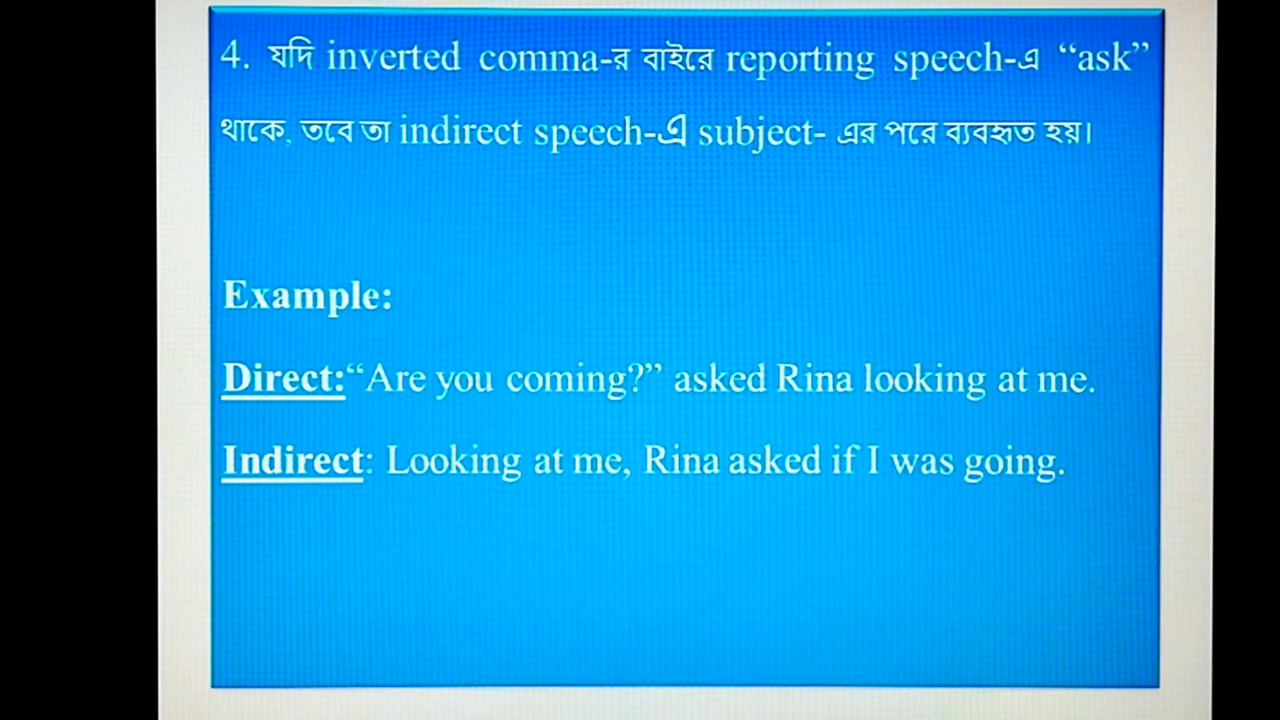 4. যদি inverted comma-র বাইরে reporting speech-এ “ask”
থাকে, তবে তা indirect speech-এ subject- এর পরে ব্যবহৃত হয়।
Example:
Direct:“Are you coming?” asked Rina looking at me.
Indirect: Looking at me, Rina asked if I was going.